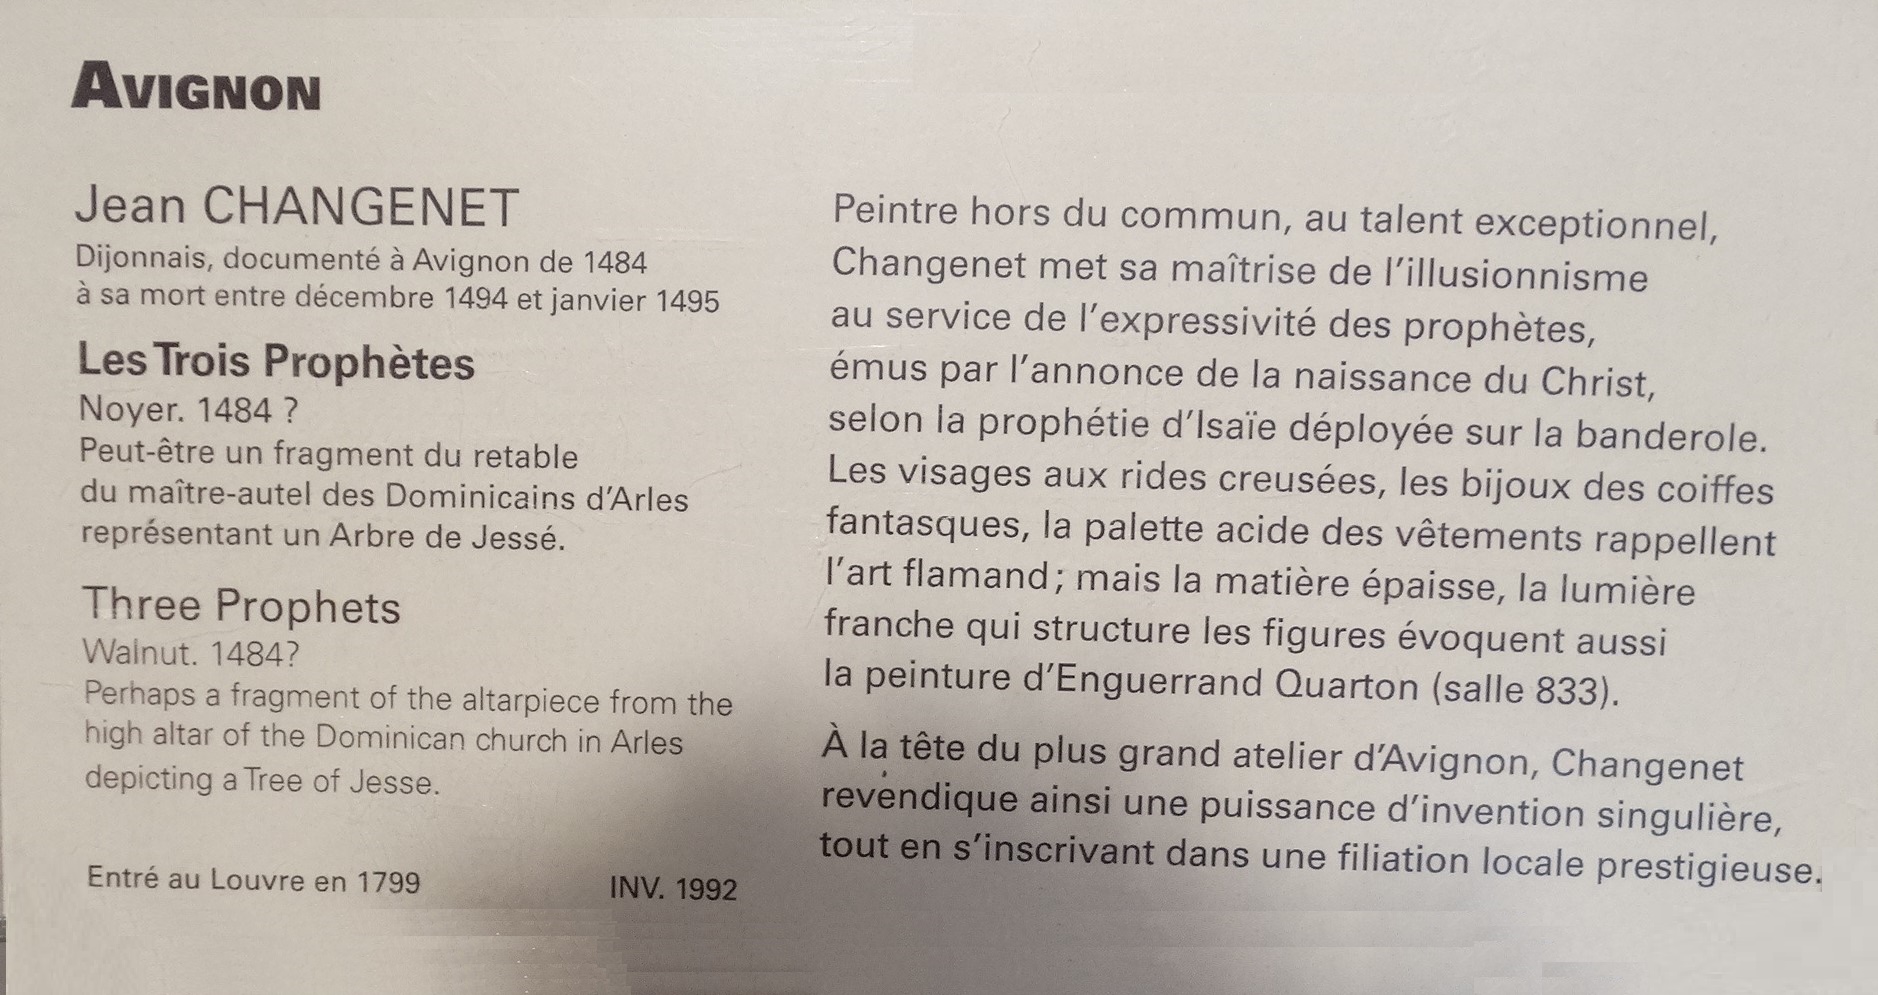 AVIGNON
Jean CHANGENET
Dijonnais, documenté à Avignon de 1484
à sa mort entre décembre 1494 et janvier 1495
Les Trois Prophètes
Noyer. 1484 ?
Peut-être un fragment du retable
du maître-autel des Dominicains d'Arles
représentant un Arbre de Jessé.
Three Prophets
Walnut. 1484?
Perhaps a fragment of the altarpiece from the
high altar of the Dominican church in Arles
depicting a Tree of Jesse.
Entré au Louvre en 1799
INV. 1992
Peintre hors du commun, au talent exceptionnel,
Changenet met sa maîtrise de l'illusionnisme
au service de l'expressivité des prophètes,
émus par l'annonce de la naissance du Christ,
selon la prophétie d'Isaïe déployée sur la banderole.
Les visages aux rides creusées, les bijoux des coiffes
fantasques, la palette acide des vêtements rappellent
l'art flamand ; mais la matière épaisse, la lumière
franche qui structure les figures évoquent aussi
la peinture d'Enguerrand Quarton (salle 833).
À la tête du plus grand atelier d'Avignon, Changenet
revendique ainsi une puissance d'invention singulière,
tout en s'inscrivant dans une filiation locale prestigieuse.